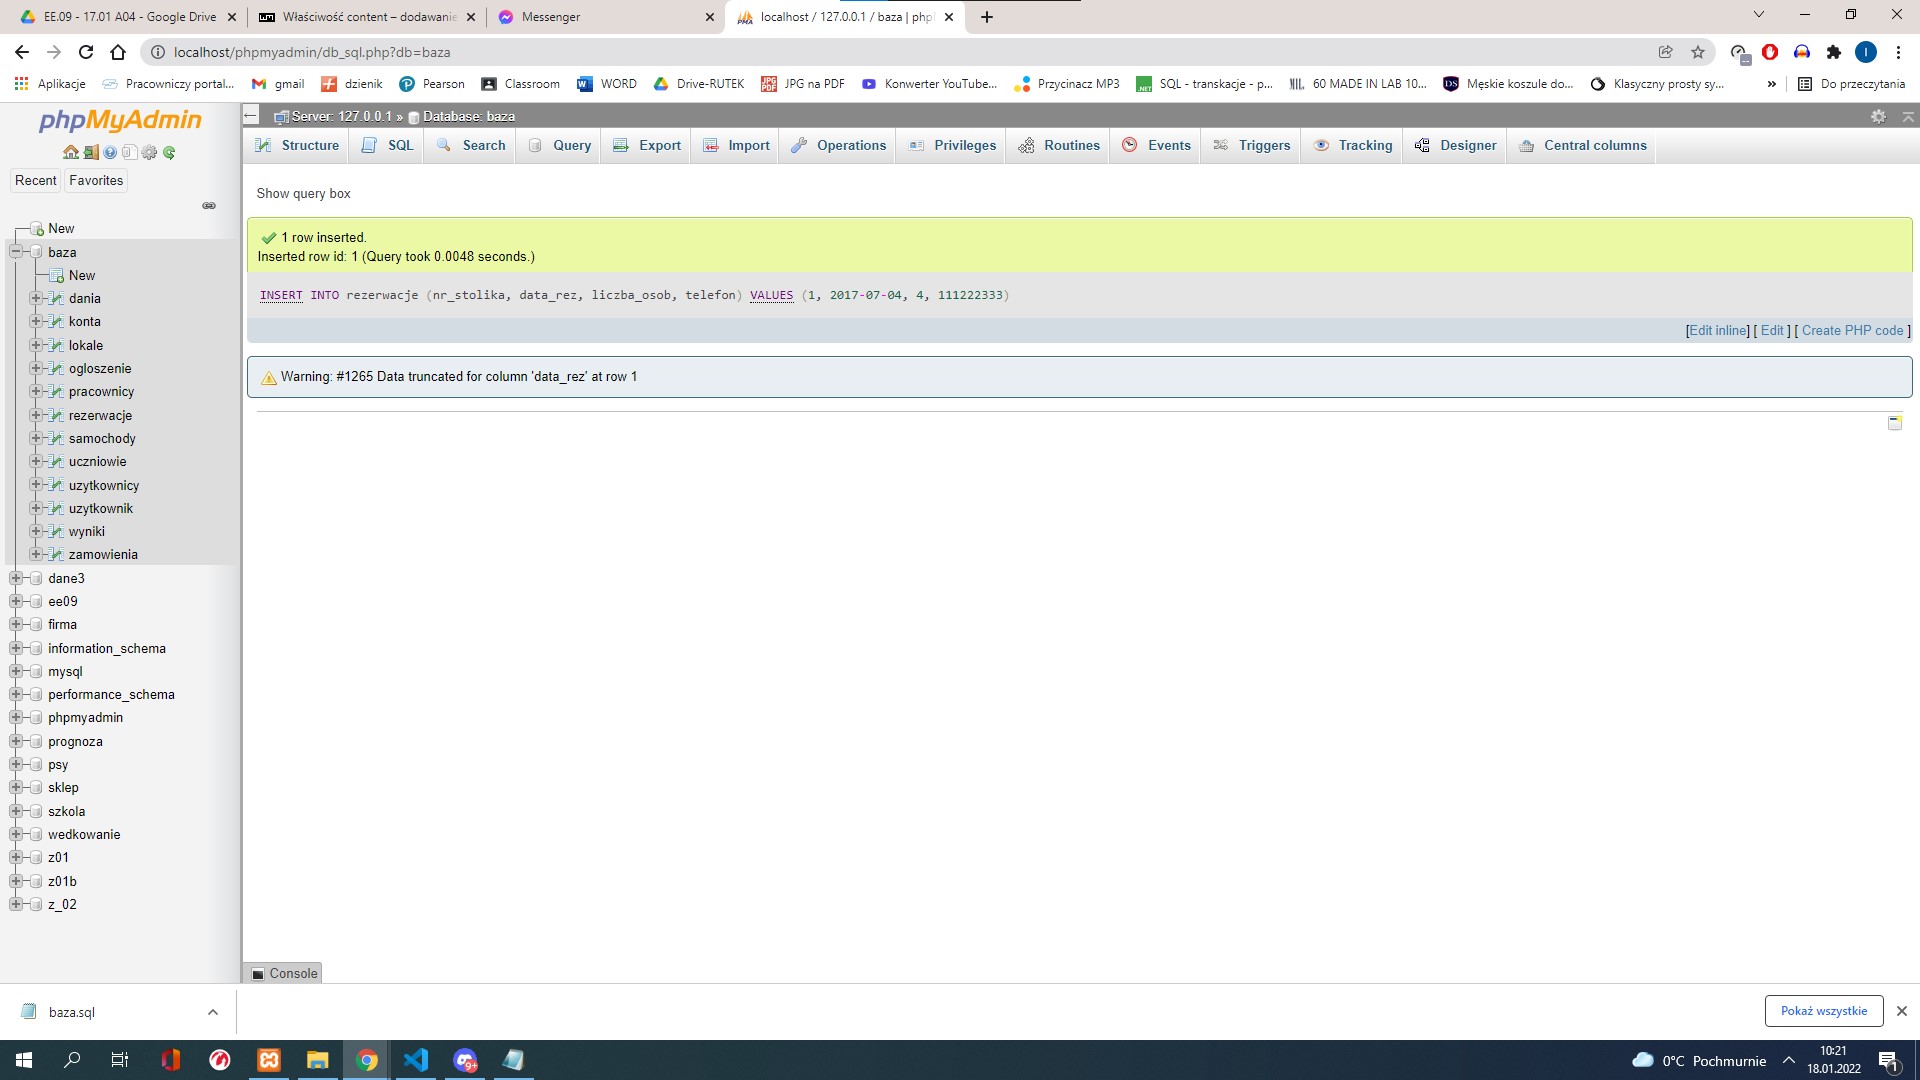 EE.09 - 17.01 A04 - Google Drive
Właściwość content – dodawanie
Messenger
localhost / 127.0.0.1 / baza | php
localhost/phpmyadmin/db_sql.php?db=baza
Aplikacje
Pracowniczy portal...
gmail
dzienik
Pearson
Classroom
WORD
Drive-RUTEK
JPG na PDF
Konwerter YouTube...
Przycinacz MP3
SQL - transkacje - p...
60 MADE IN LAB 10...
Męskie koszule do...
Klasyczny prosty sy...
»
Do przeczytania
phpMyAdmin
Server: 127.0.0.1 » Database: baza
Structure
SQL
Search
Query
Export
Import
Operations
Privileges
Routines
Events
Triggers
Tracking
Designer
Central columns
Recent
Favorites
New
baza
New
dania
konta
lokale
ogloszenie
pracownicy
rezerwacje
samochody
uczniowie
uzytkownicy
uzytkownik
wyniki
zamowienia
dane3
ee09
firma
information_schema
mysql
performance_schema
phpmyadmin
prognoza
psy
sklep
szkola
wedkowanie
z01
z01b
z_02
Show query box
1 row inserted.
Inserted row id: 1 (Query took 0.0048 seconds.)
INSERT INTO rezerwacje (nr_stolika, data_rez, liczba_osob, telefon) VALUES (1, 2017-07-04, 4, 111222333)
[Edit inline] [ Edit ] [ Create PHP code ]
Warning: #1265 Data truncated for column 'data_rez' at row 1
Console
baza.sql
Pokaż wszystkie
9+
0°C Pochmurnie
10:21
18.01.2022
1